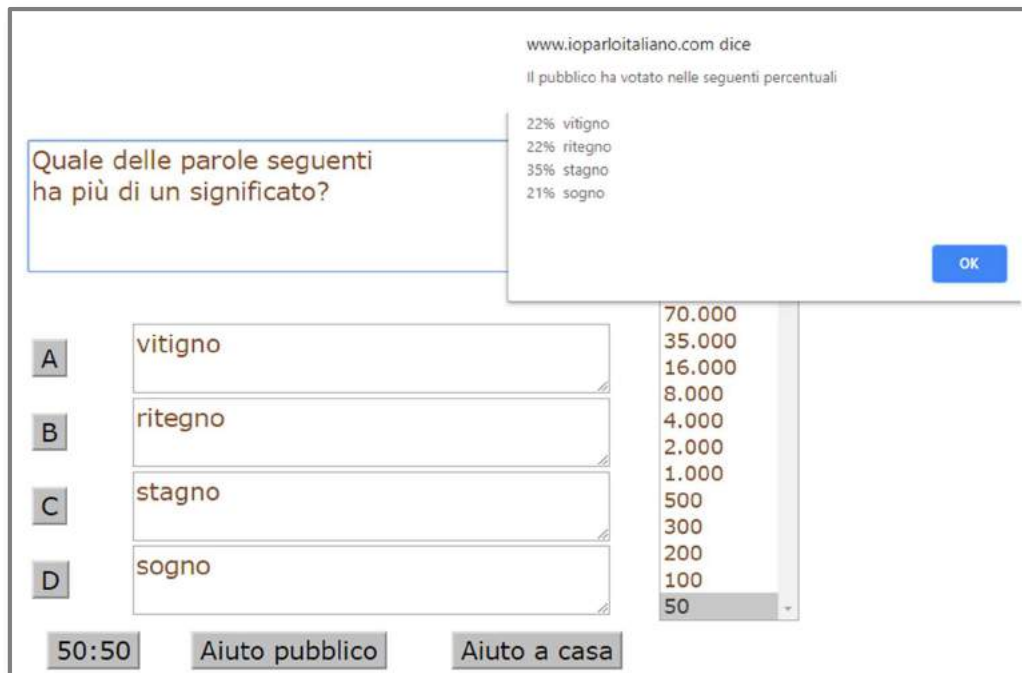 www.ioparloitaliano.com dice
Il pubblico ha votato nelle seguenti percentuali
22% vitigno
22% ritegno
35% stagno
21% sogno
OK
Quale delle parole seguenti
ha più di un significato?
A
vitigno
B
ritegno
C
stagno
D
sogno
70.000
35.000
16.000
8.000
4.000
2.000
1.000
500
300
200
100
50
50:50
Aiuto pubblico
Aiuto a casa